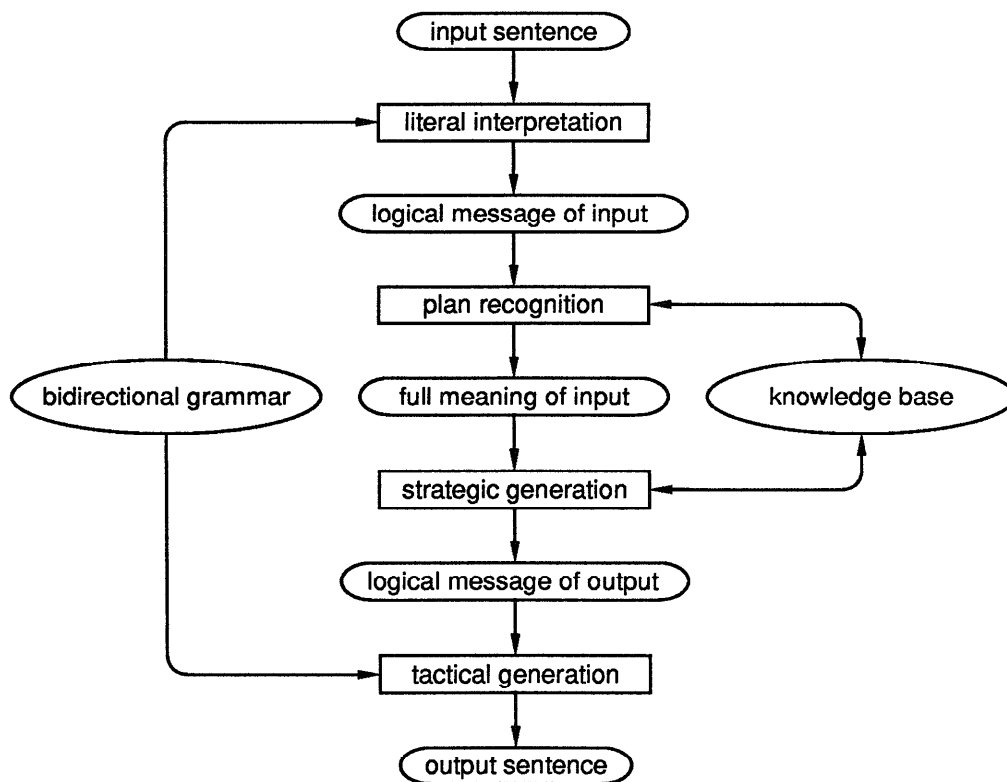 input sentence
literal interpretation
logical message of input
plan recognition
bidirectional grammar
full meaning of input
knowledge base
strategic generation
logical message of output
tactical generation
output sentence